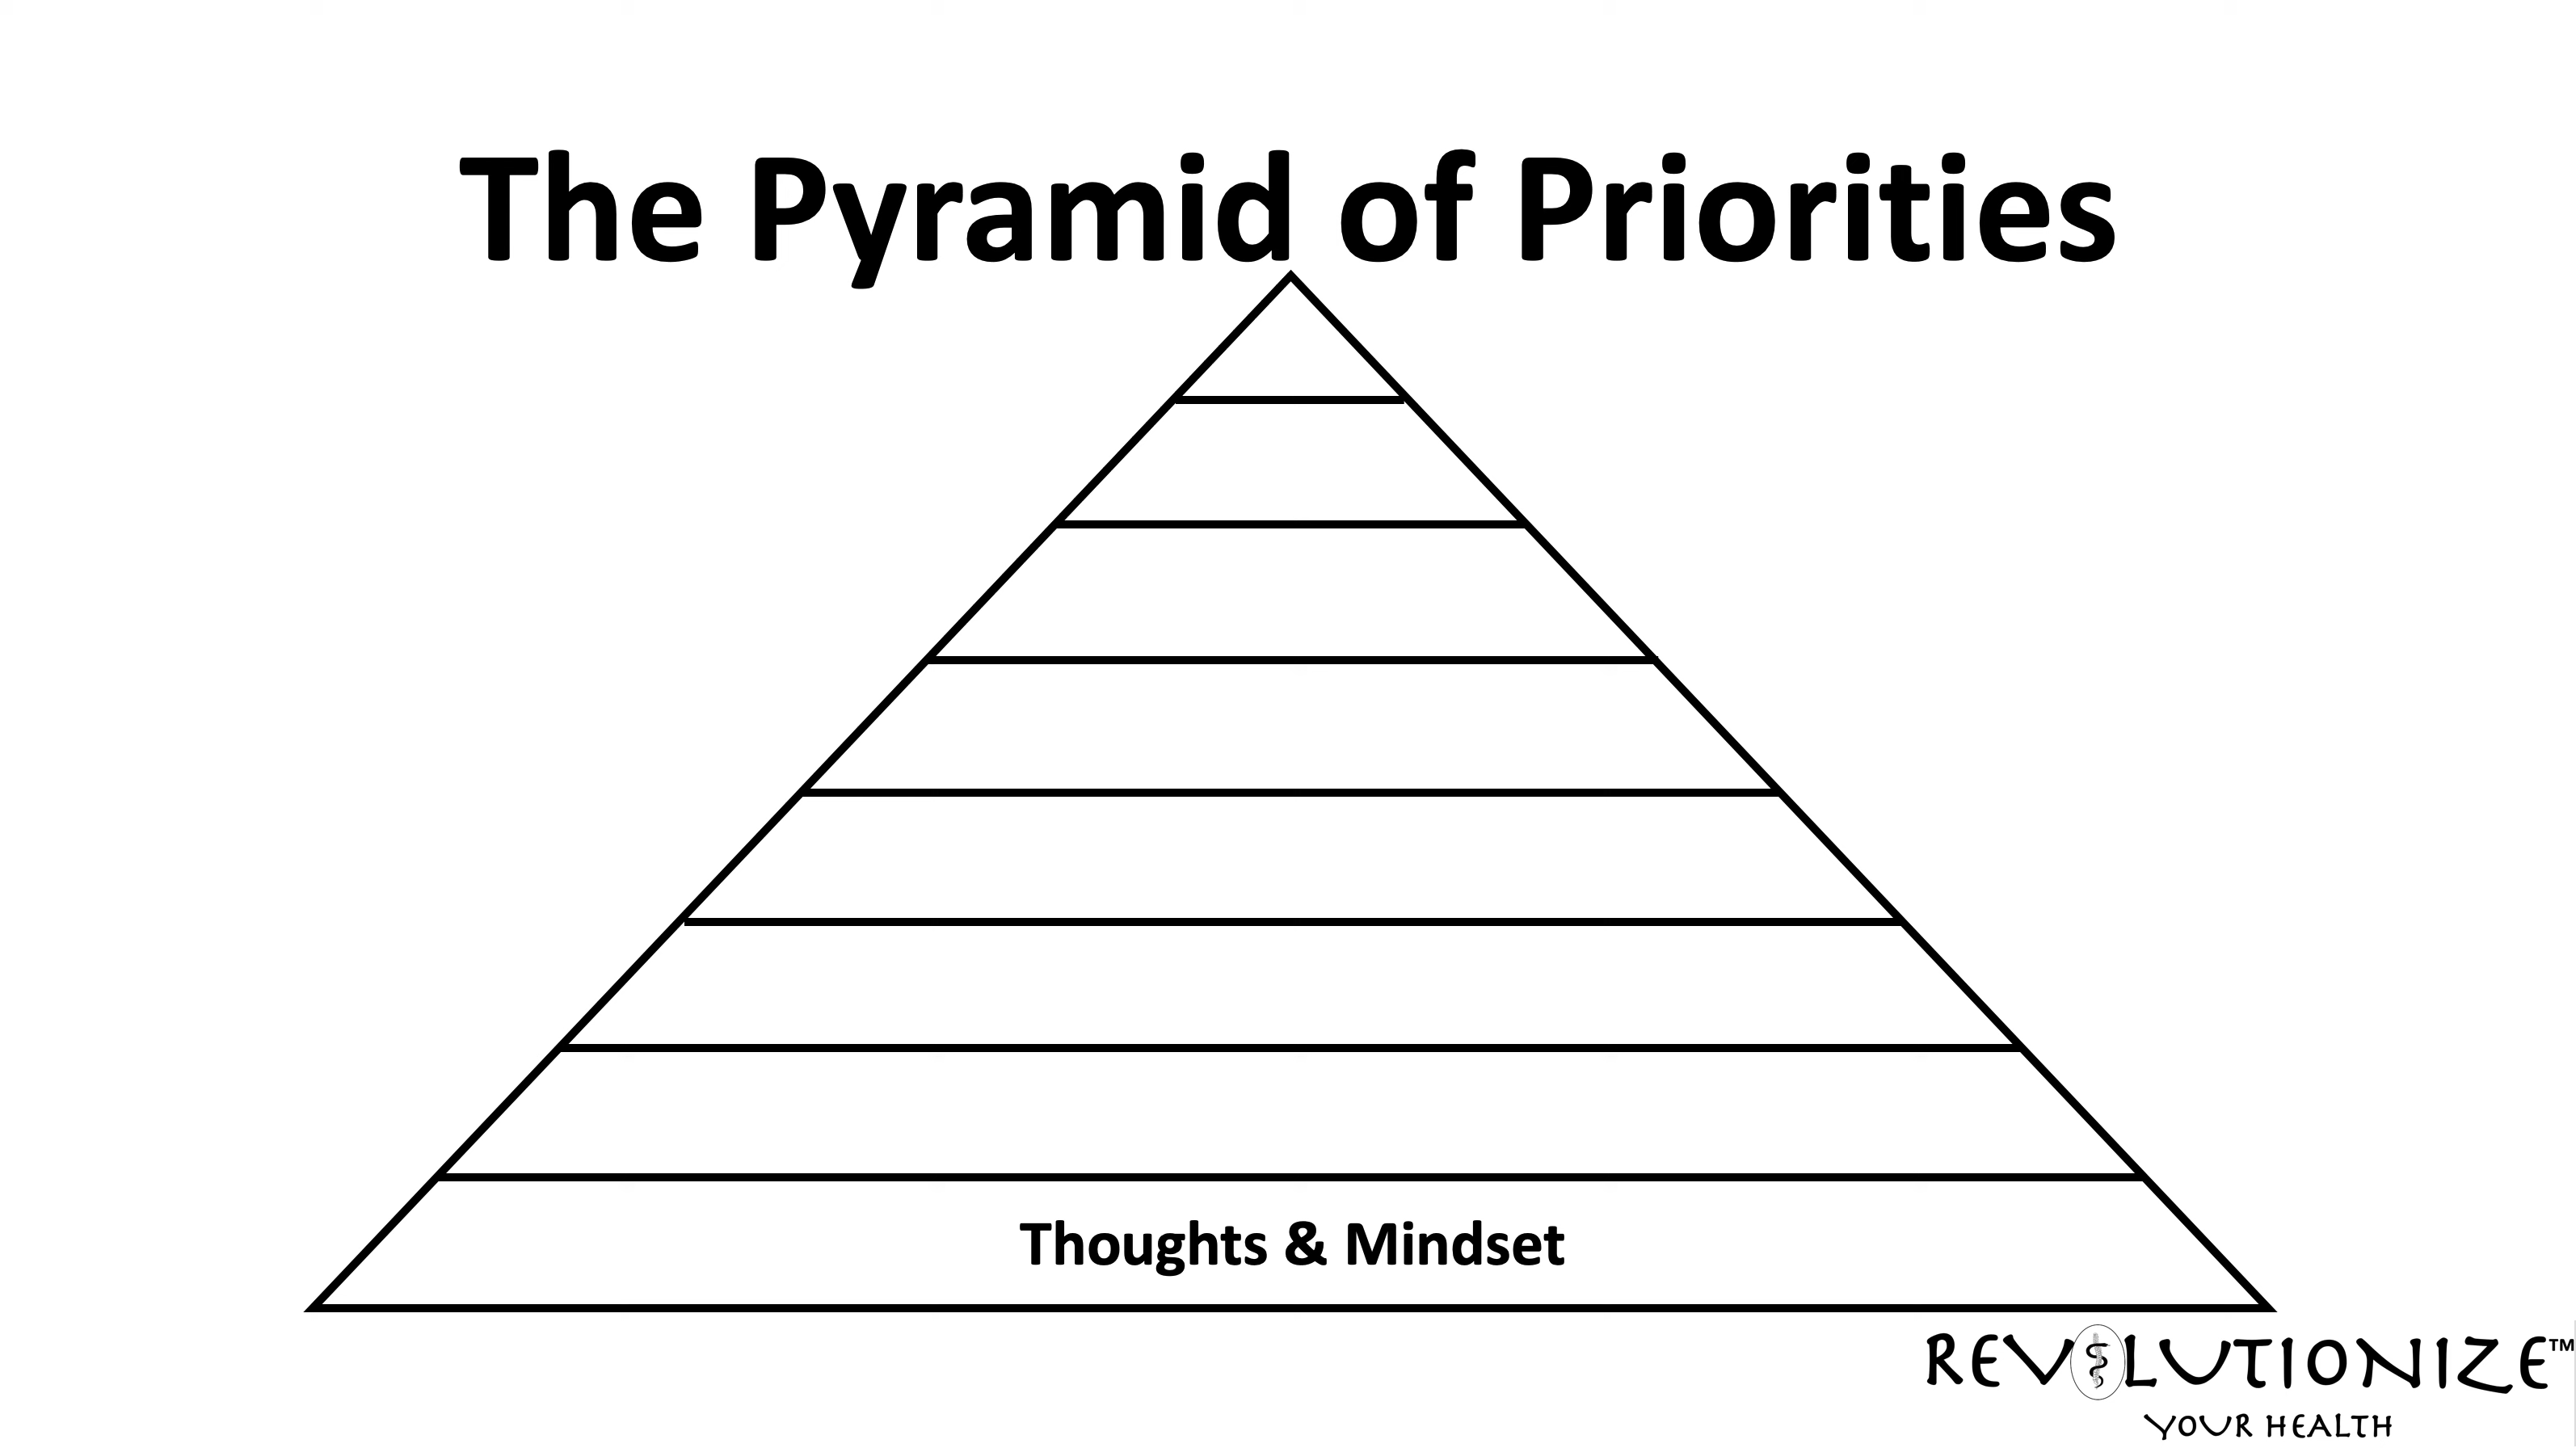 The Pyramid of Priorities
Thoughts & Mindset
REVOLUTIONIZE™
YOUR HEALTH